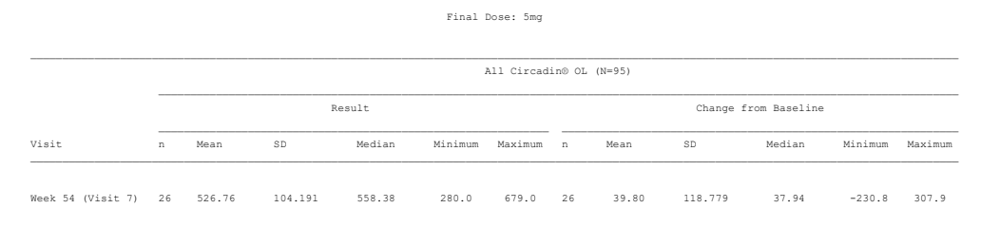 Final Dose: 5mg
All Circadin® OL (N=95)
Result Change from Baseline
Visit n Mean SD Median Minimum Maximum n Mean SD Median Minimum Maximum
Week 54 (Visit 7) 26 526.76 104.191 558.38 280.0 679.0 26 39.80 118.779 37.94 -230.8 307.9